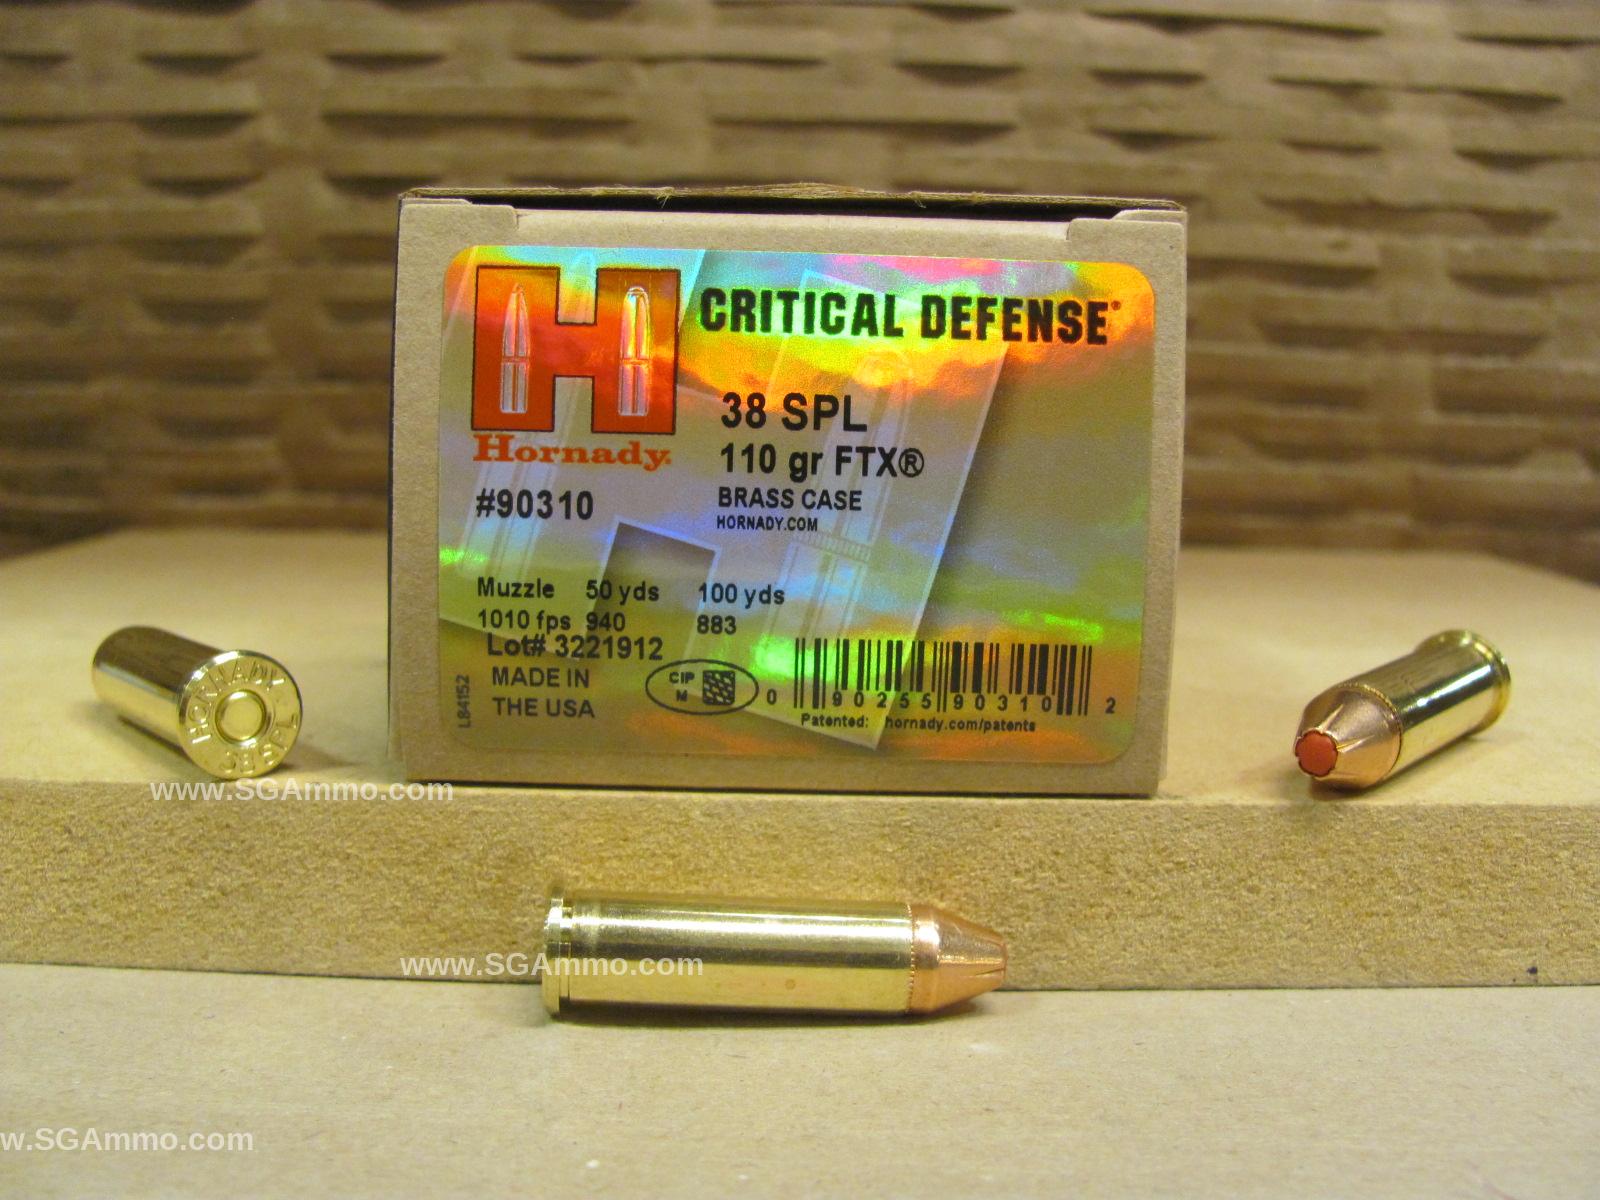 CRITICAL DEFENSE®
Hornady
38 SPL
110 gr FTX®
#90310
BRASS CASE
HORNADY.COM
Muzzle 50 yds 100 yds
1010 fps 940 883
Lot# 3221912
MADE IN
THE USA
L84152
CIP
M
0 90255 90310 2
Patented: hornady.com/patents
HORNADY
38 SPL
www.SGAmmo.com
www.SGAmmo.com
w.SGAmmo.com